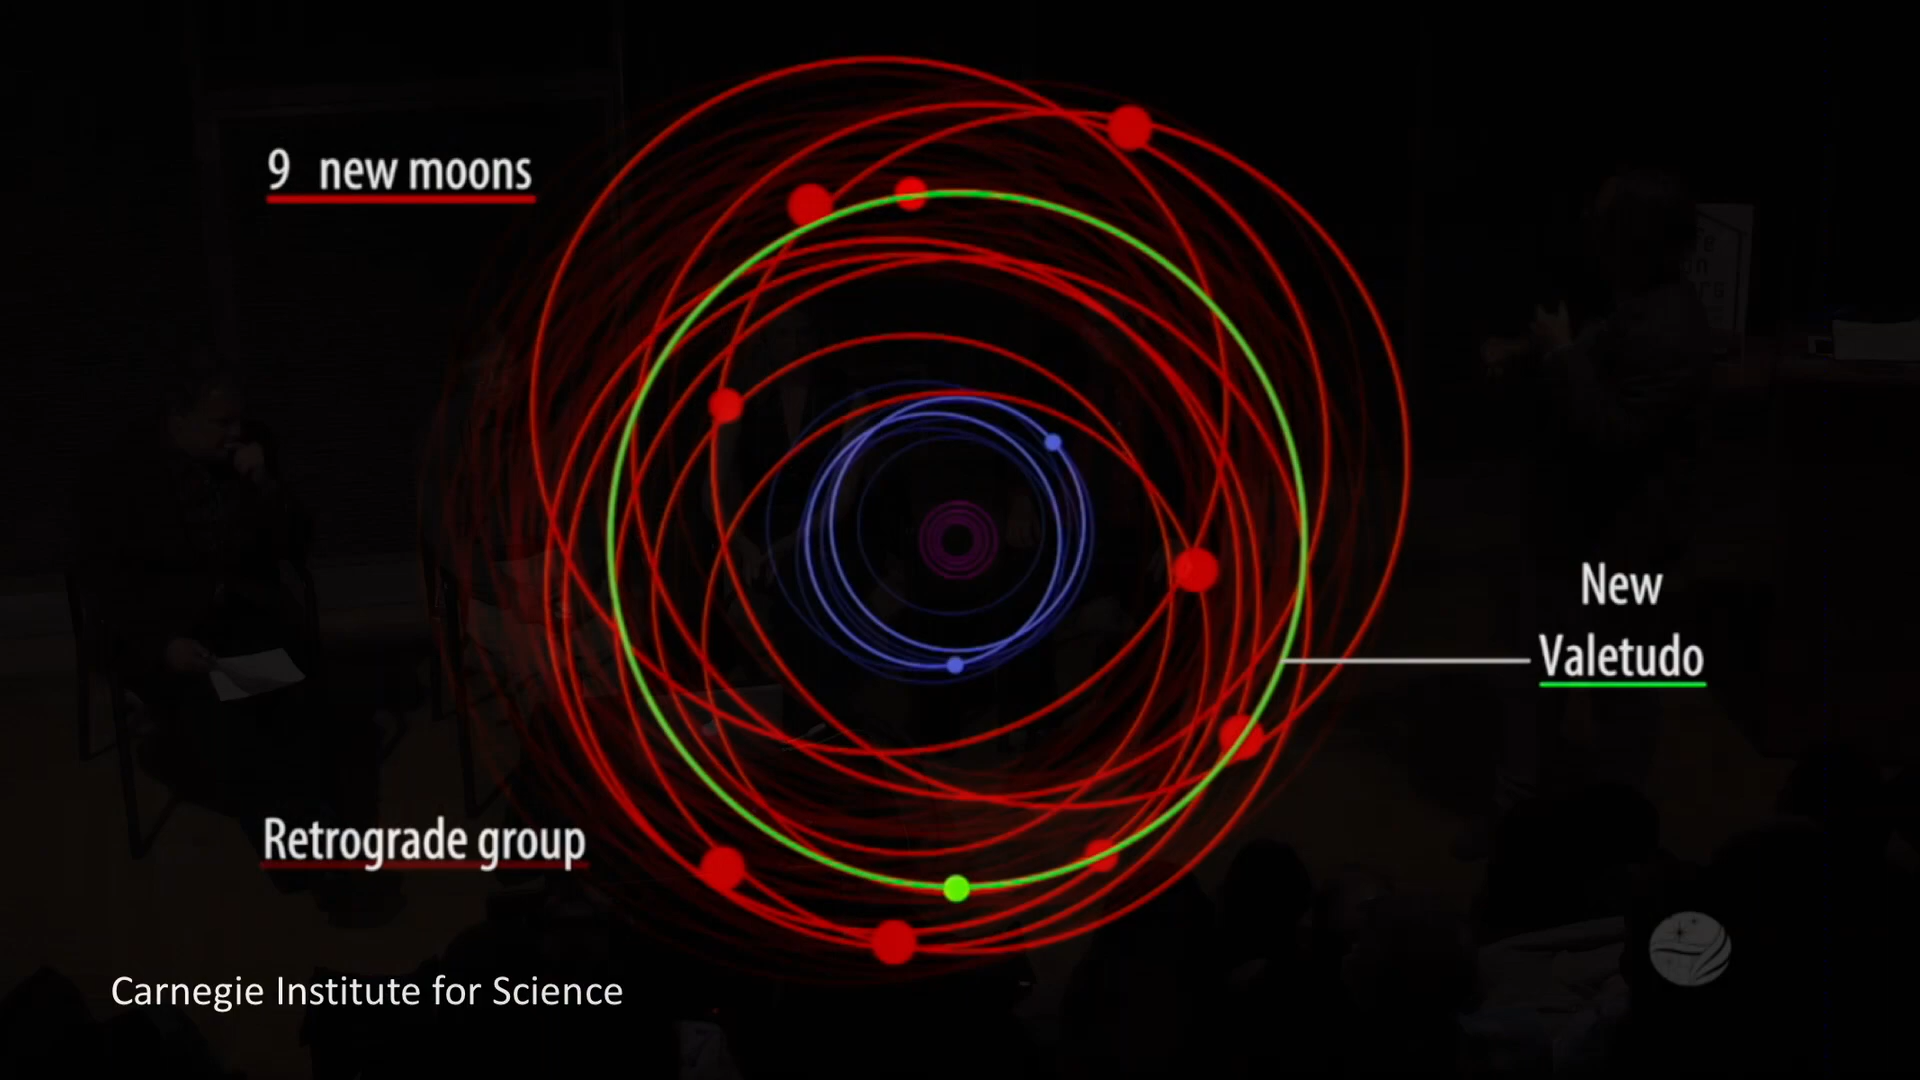 9 new moons
New
Valetudo
Retrograde group
Carnegie Institute for Science